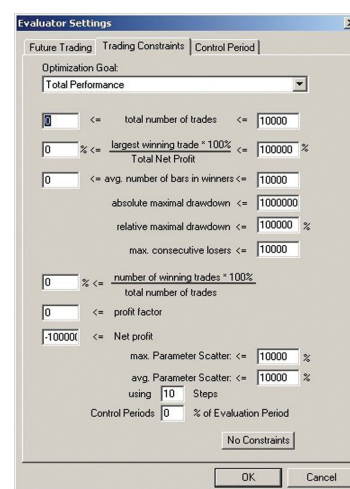 Evaluator Settings
Future Trading Trading Constraints Control Period
Optimization Goal:
Total Performance
0 <= total number of trades <= 10000
0 % <= largest winning trade * 100% <= 100000 %
Total Net Profit
0 <= avg. number of bars in winners <= 10000
absolute maximal drawdown <= 1000000
relative maximal drawdown <= 100000 %
max. consecutive losers <= 10000
0 % <= number of winning trades * 100%
total number of trades
0 <= profit factor
-10000( <= Net profit
max. Parameter Scatter: <= 10000 %
avg. Parameter Scatter: <= 10000 %
using 10 Steps
Control Periods 0 % of Evaluation Period
No Constraints
OK Cancel